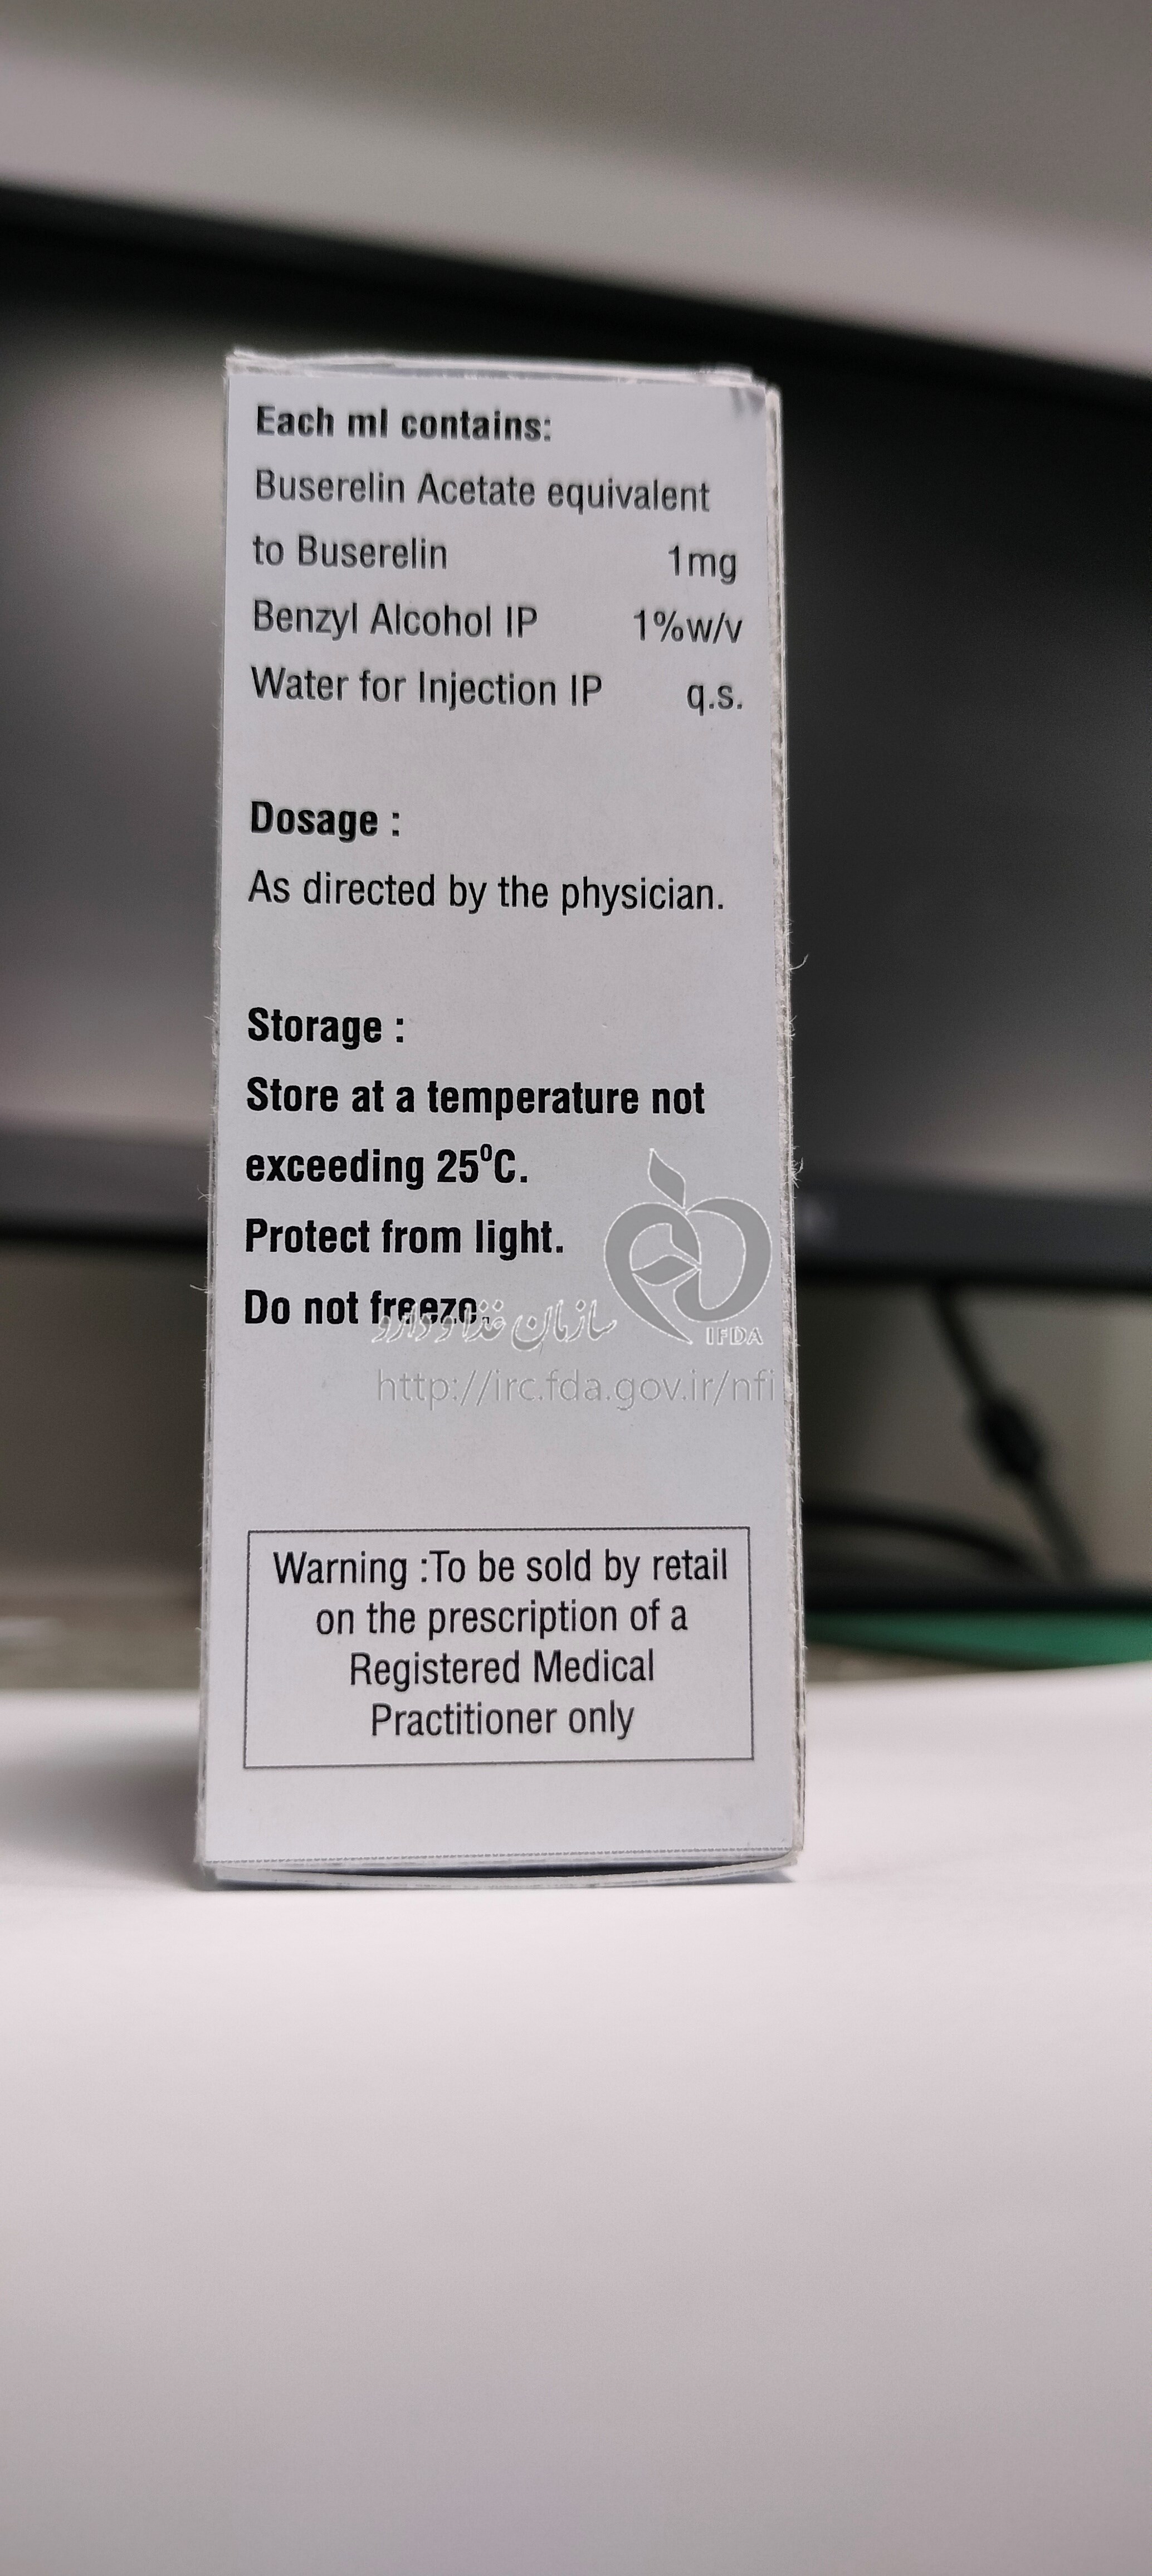 Each ml contains:
Buserelin Acetate equivalent
to Buserelin 1mg
Benzyl Alcohol IP 1%w/v
Water for Injection IP q.s.
Dosage :
As directed by the physician.
Storage :
Store at a temperature not
exceeding 25⁰C.
Protect from light.
Do not freeze.
سازمان غذا و دارو
IFDA
http://irc.fda.gov.ir/nfi
Warning :To be sold by retail
on the prescription of a
Registered Medical
Practitioner only